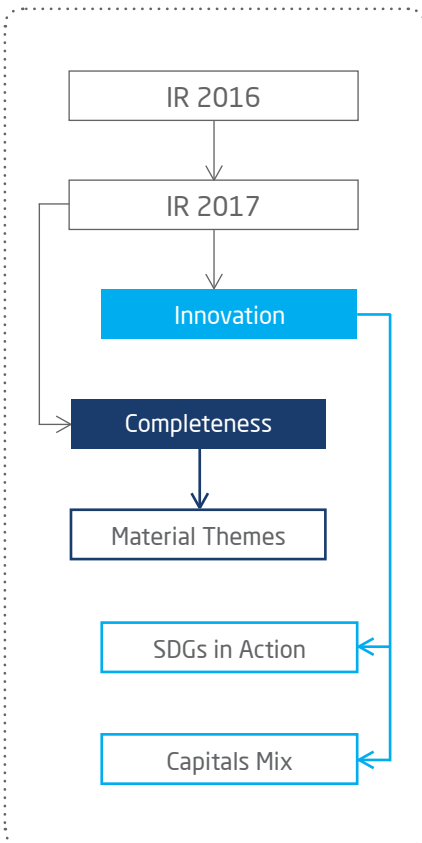 IR 2016
IR 2017
Innovation
Completeness
Material Themes
SDGs in Action
Capitals Mix